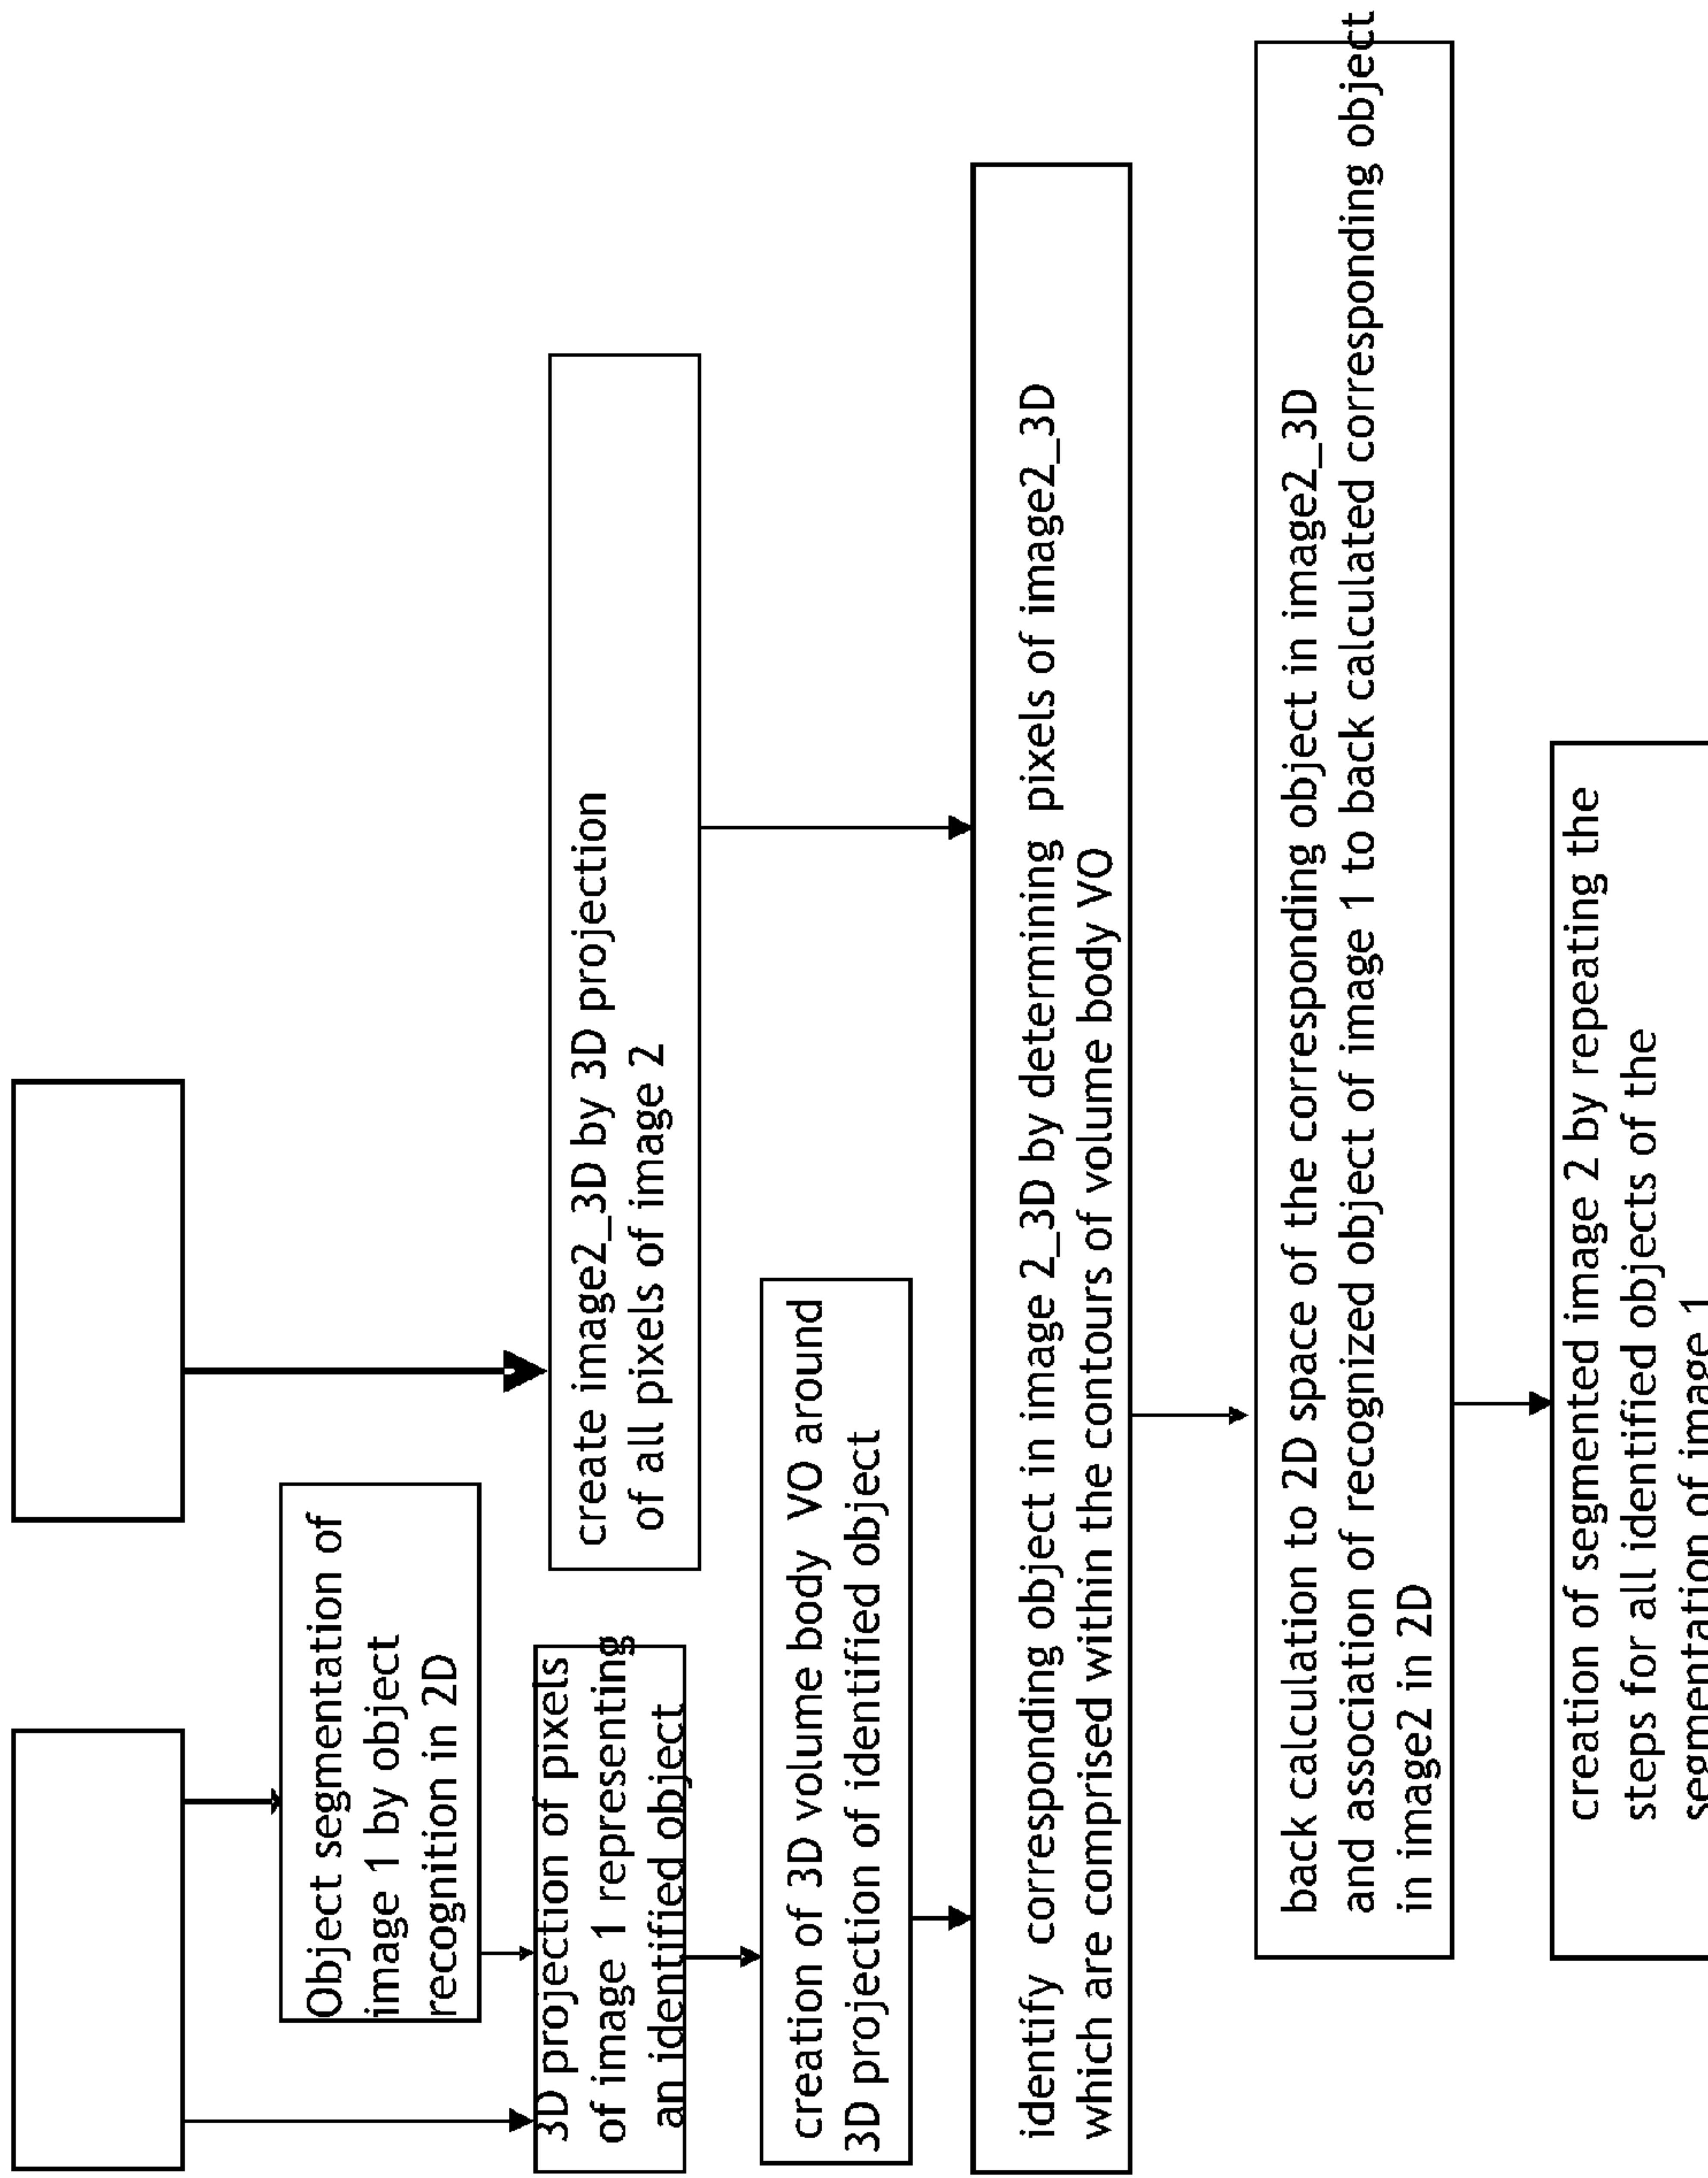 Object segmentation of
image 1 by object
recognition in 2D
3D projection of pixels
of image 1 representing
an identified object
create image2_3D by 3D projection
of all pixels of image 2
creation of 3D volume body VO around
3D projection of identified object
identify corresponding object in image 2_3D by determining pixels of image2_3D
which are comprised within the contours of volume body VO
back calculation to 2D space of the corresponding object in image2_3D
and association of recognized object of image 1 to back calculated corresponding object
in image2 in 2D
creation of segmented image 2 by repeating the
steps for all identified objects of the
segmentation of image 1